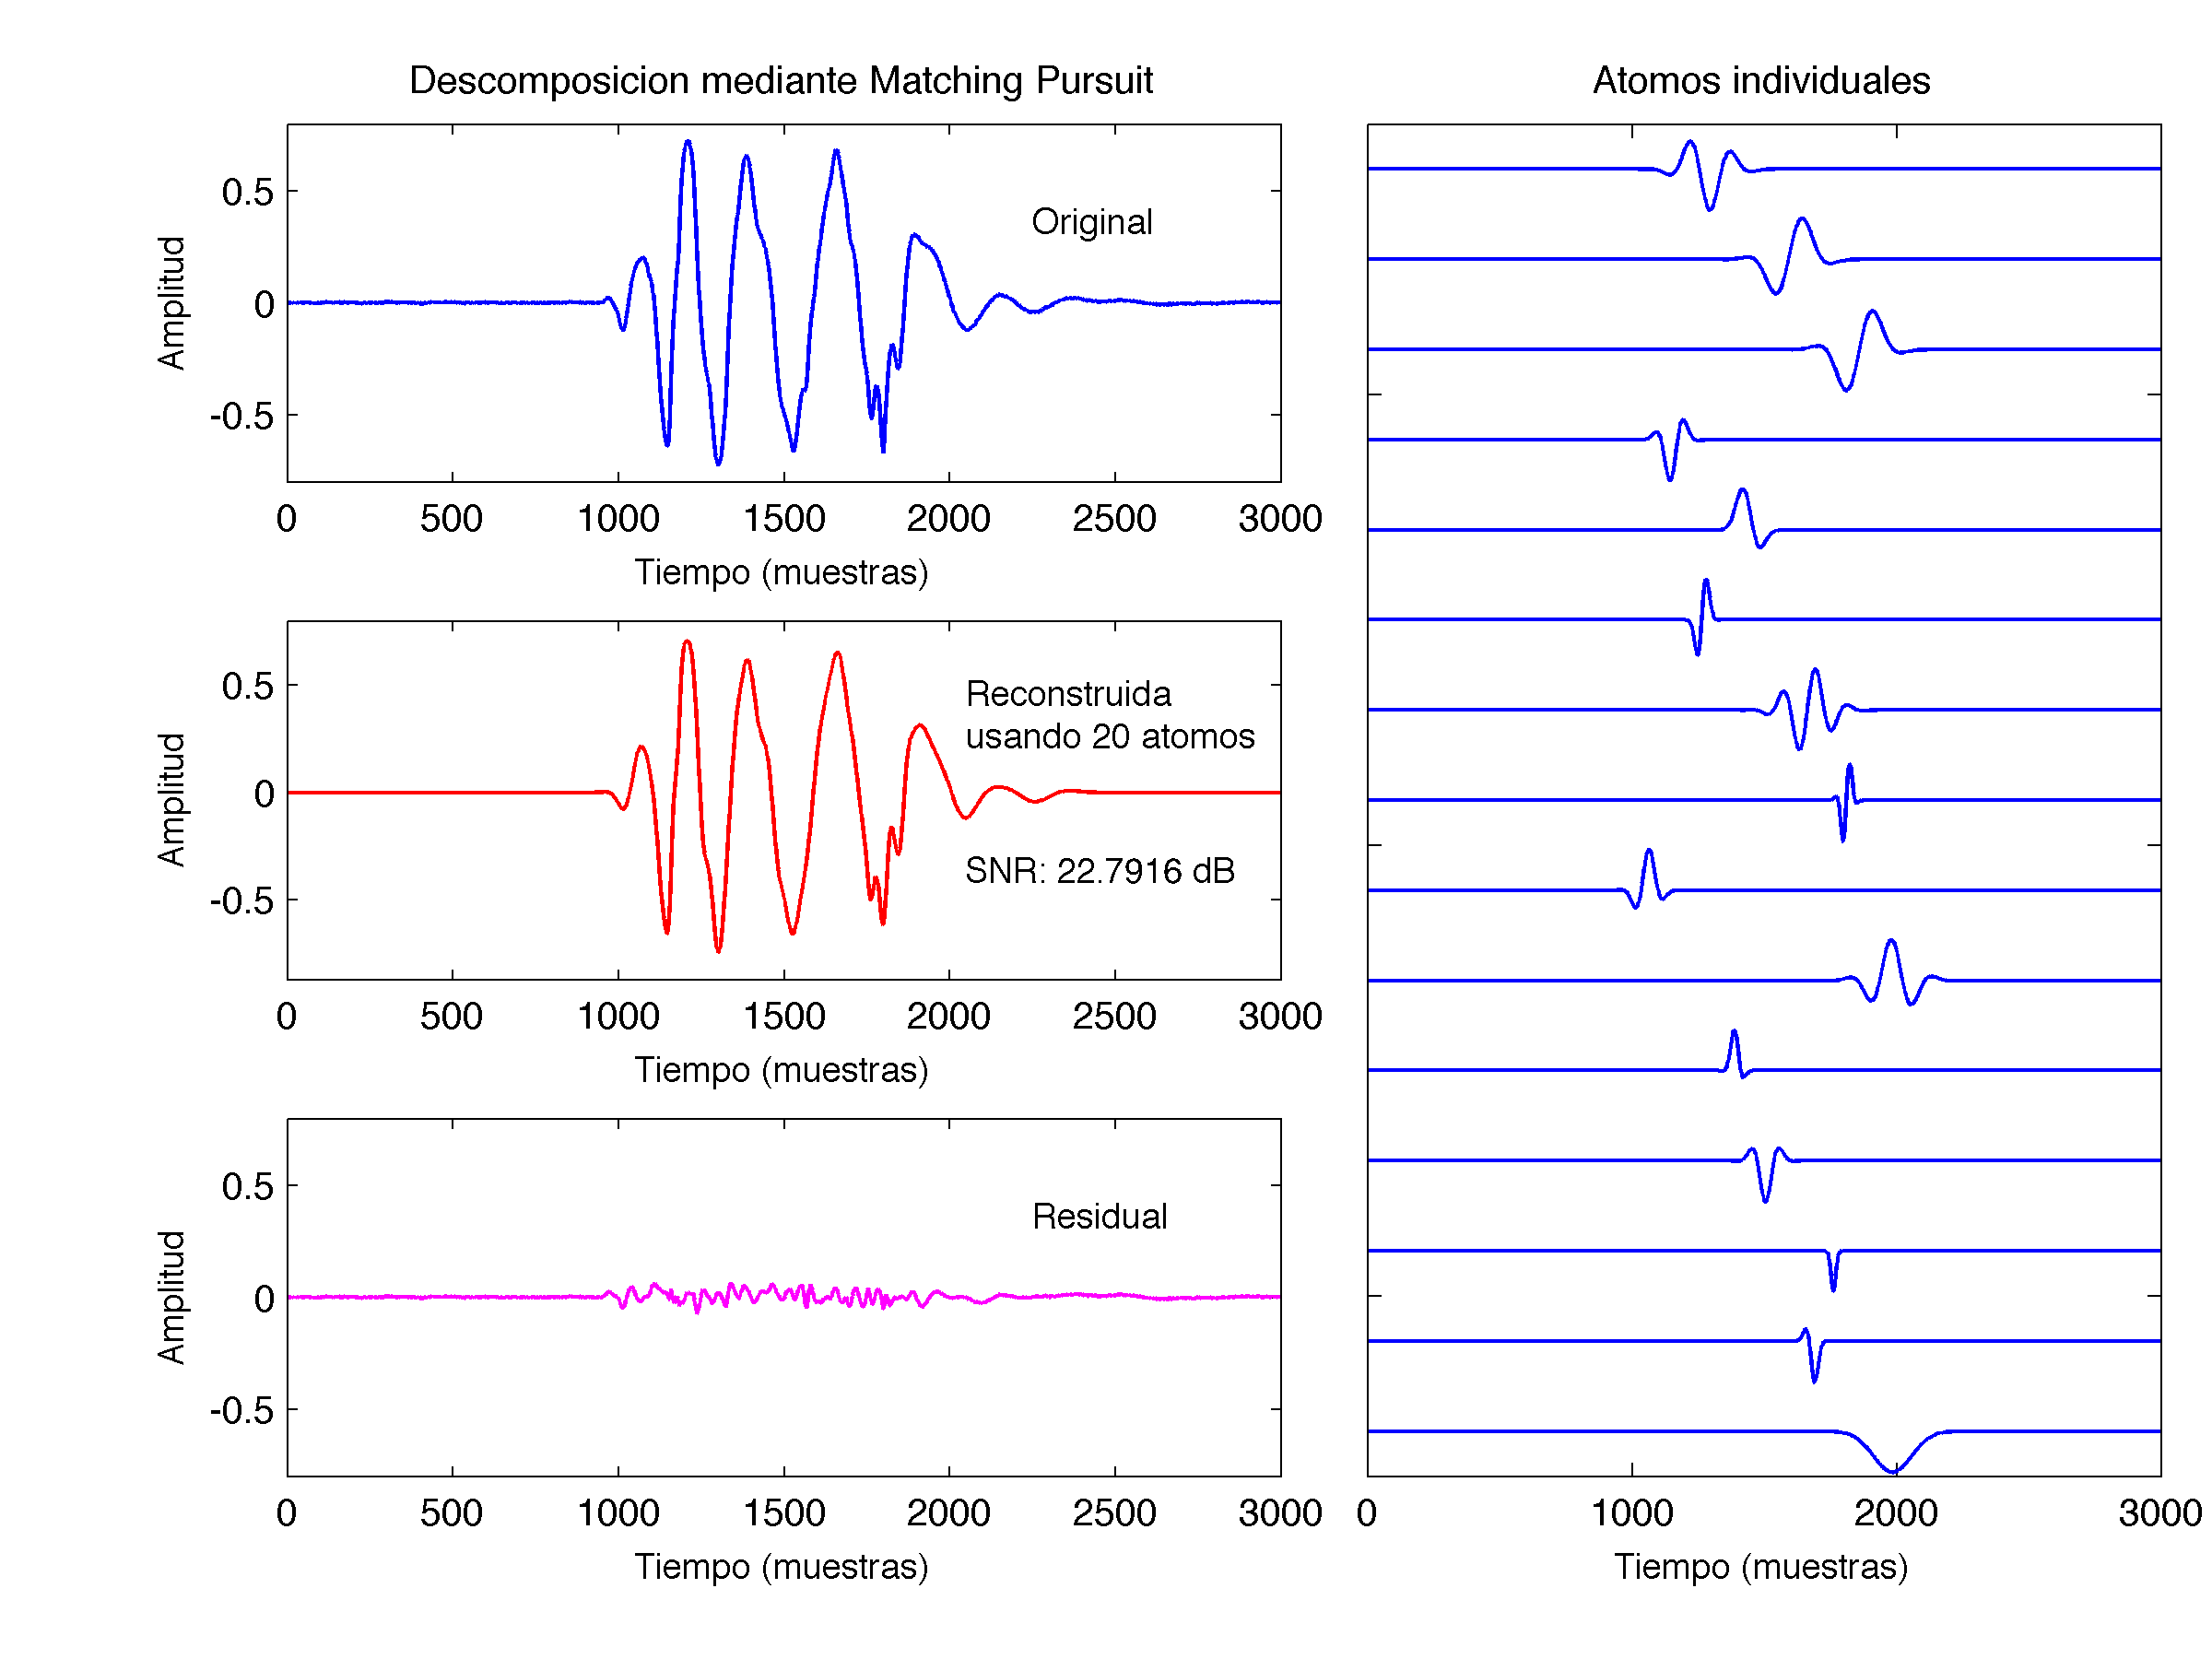 Descomposicion mediante Matching Pursuit
0.5
0
-0.5
Amplitud
Original
0 500 1000 1500 2000 2500 3000
Tiempo (muestras)
0.5
0
-0.5
Amplitud
Reconstruida
usando 20 atomos
SNR: 22.7916 dB
0 500 1000 1500 2000 2500 3000
Tiempo (muestras)
0.5
0
-0.5
Amplitud
Residual
0 500 1000 1500 2000 2500 3000
Tiempo (muestras)
Atomos individuales
0 1000 2000 3000
Tiempo (muestras)